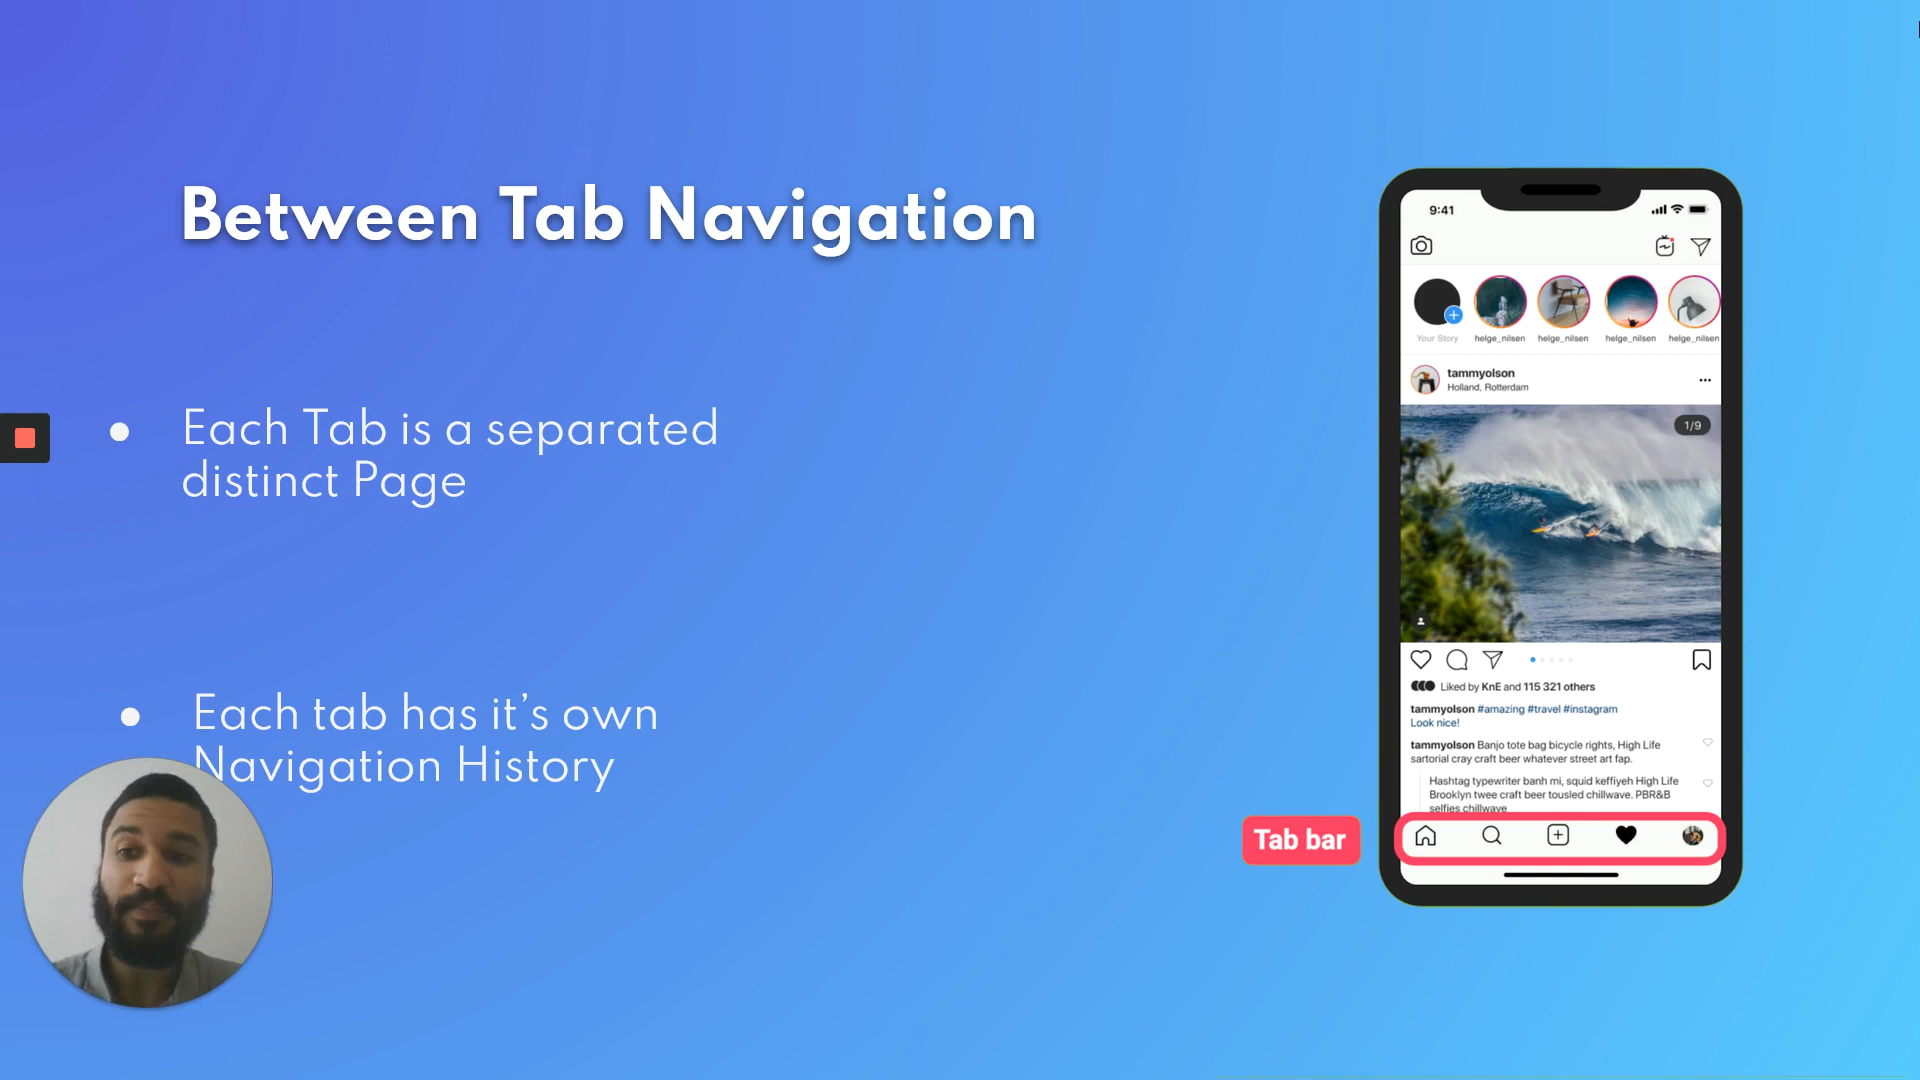 Between Tab Navigation
Each Tab is a separated
distinct Page
Each tab has it’s own
Navigation History
9:41
Your Story
helge_nilsen
helge_nilsen
helge_nilsen
helge_nilsen
tammyolson
Holland, Rotterdam
1/9
Liked by KnE and 115 321 others
tammyolson #amazing #travel #instagram
Look nice!
tammyolson Banjo tote bag bicycle rights, High Life
sartorial cray craft beer whatever street art fap.
Hashtag typewriter banh mi, squid keffiyeh High Life
Brooklyn twee craft beer tousled chillwave. PBR&B
selfies chillwave
Tab bar